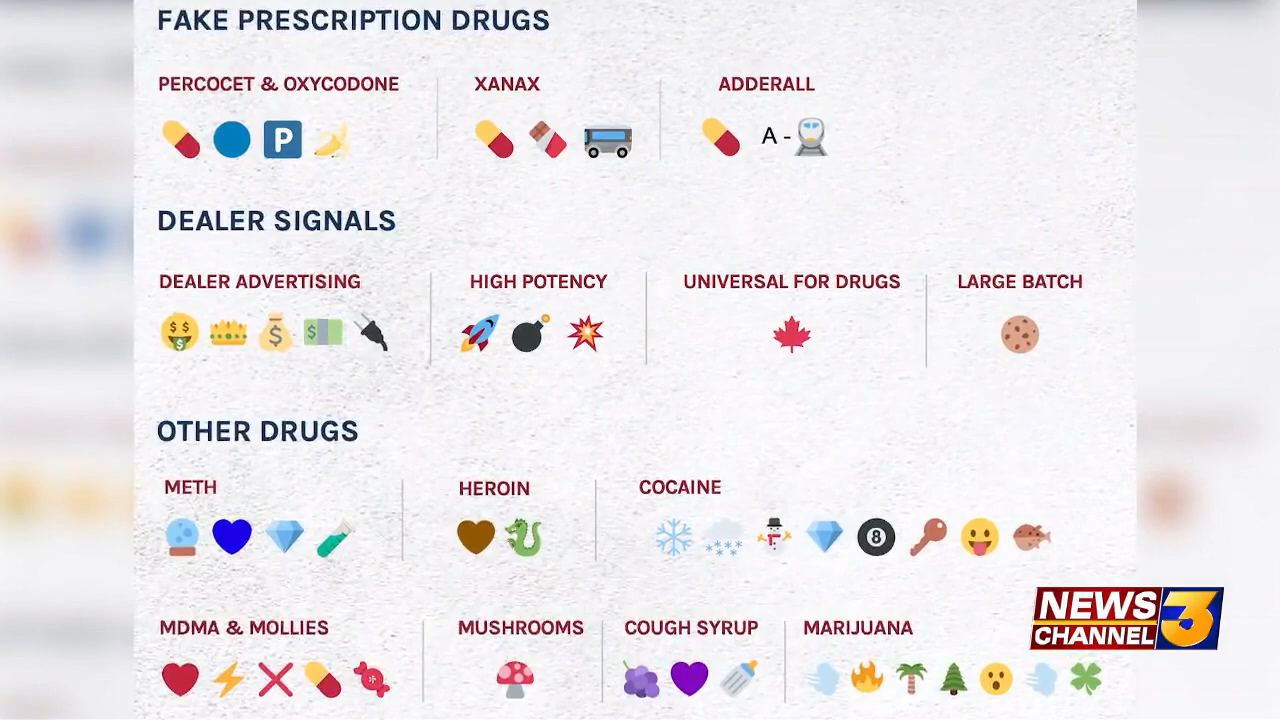 FAKE PRESCRIPTION DRUGS
PERCOCET & OXYCODONE
XANAX
ADDERALL
P
A -
DEALER SIGNALS
DEALER ADVERTISING
HIGH POTENCY
UNIVERSAL FOR DRUGS
LARGE BATCH
$ $
$
$
$
OTHER DRUGS
METH
HEROIN
COCAINE
8
MDMA & MOLLIES
MUSHROOMS
COUGH SYRUP
MARIJUANA
NEWS
CHANNEL
3